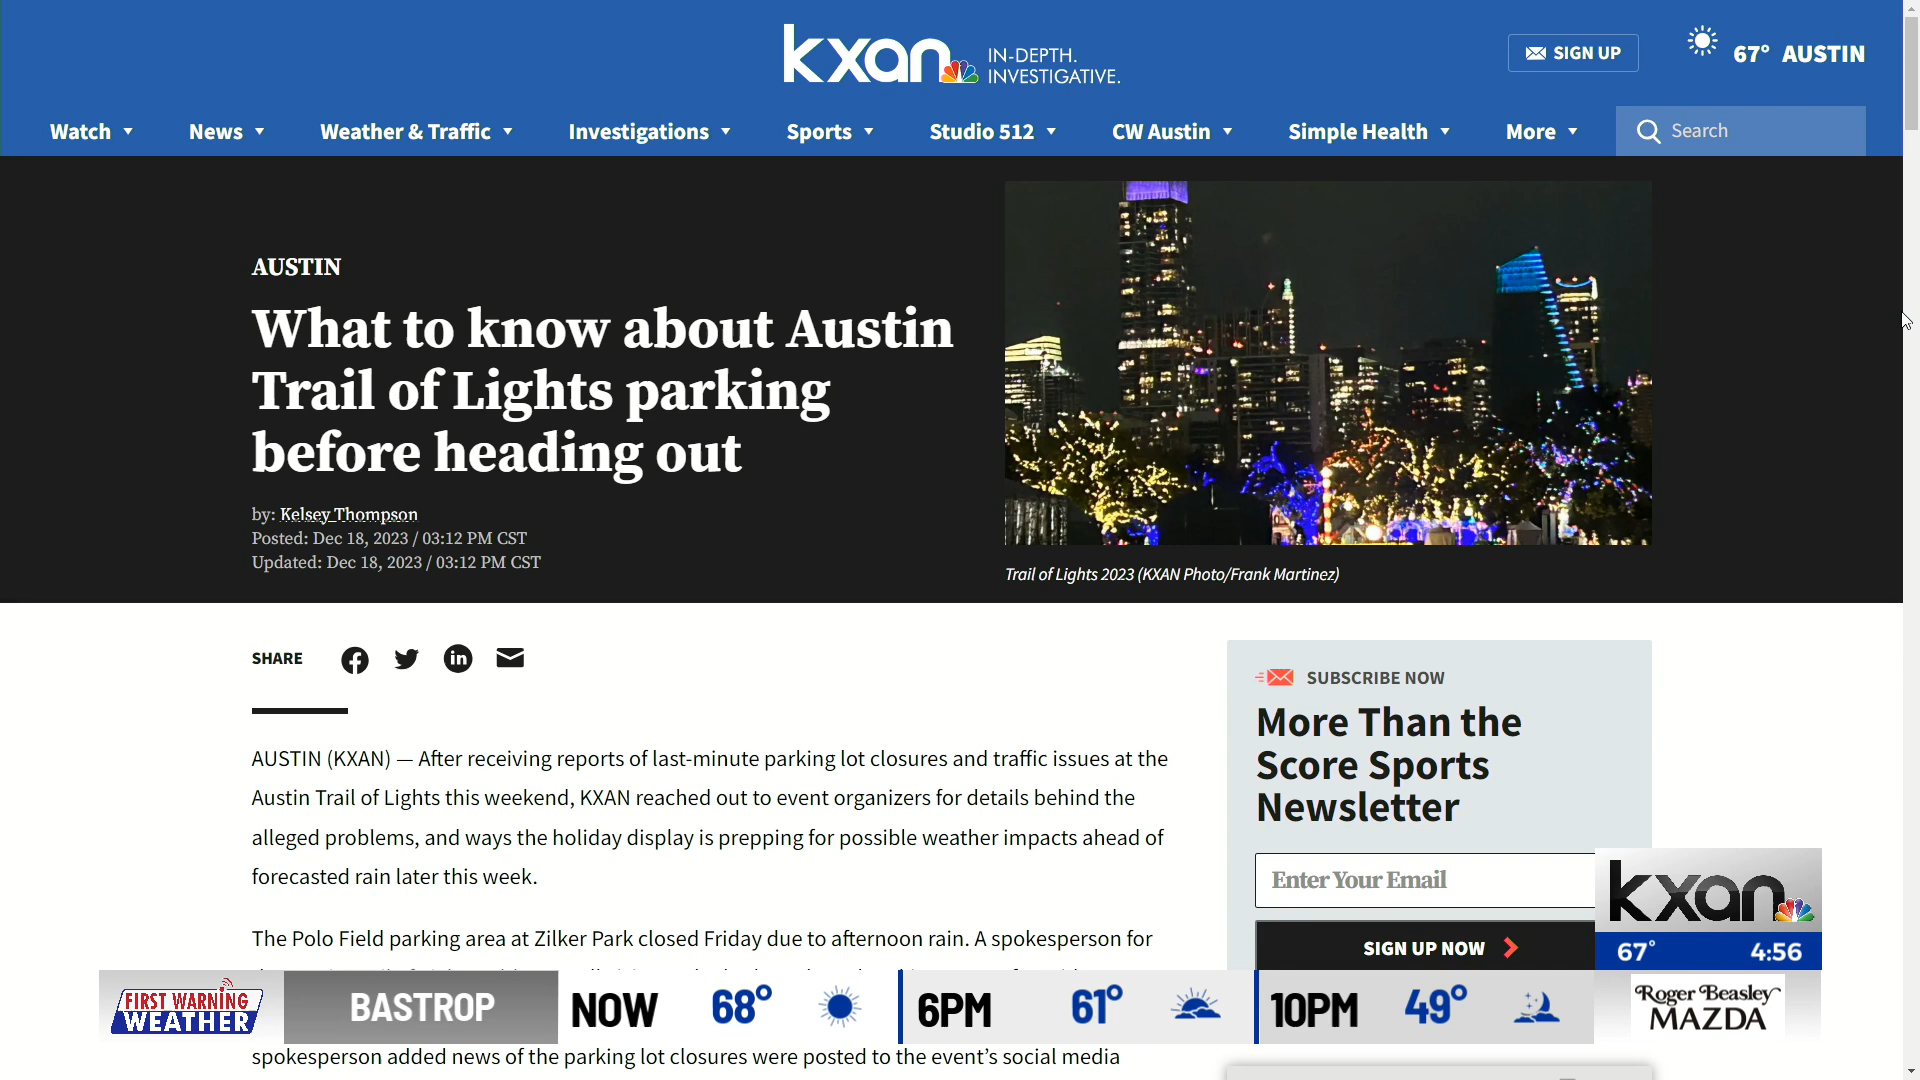 kxan IN-DEPTH.
INVESTIGATIVE.
SIGN UP
67° AUSTIN
Watch News Weather & Traffic Investigations Sports Studio 512 CW Austin Simple Health More Search
AUSTIN
What to know about Austin
Trail of Lights parking
before heading out
by: Kelsey Thompson
Posted: Dec 18, 2023 / 03:12 PM CST
Updated: Dec 18, 2023 / 03:12 PM CST
Trail of Lights 2023 (KXAN Photo/Frank Martinez)
SHARE
AUSTIN (KXAN) — After receiving reports of last-minute parking lot closures and traffic issues at the
Austin Trail of Lights this weekend, KXAN reached out to event organizers for details behind the
alleged problems, and ways the holiday display is prepping for possible weather impacts ahead of
forecasted rain later this week.
The Polo Field parking area at Zilker Park closed Friday due to afternoon rain. A spokesperson for
spokesperson added news of the parking lot closures were posted to the event's social media
SUBSCRIBE NOW
More Than the
Score Sports
Newsletter
Enter Your Email
SIGN UP NOW
kxan
67° 4:56
FIRST WARNING
WEATHER
BASTROP NOW 68° 6PM 61° 10PM 49°
Roger Beasley
MAZDA